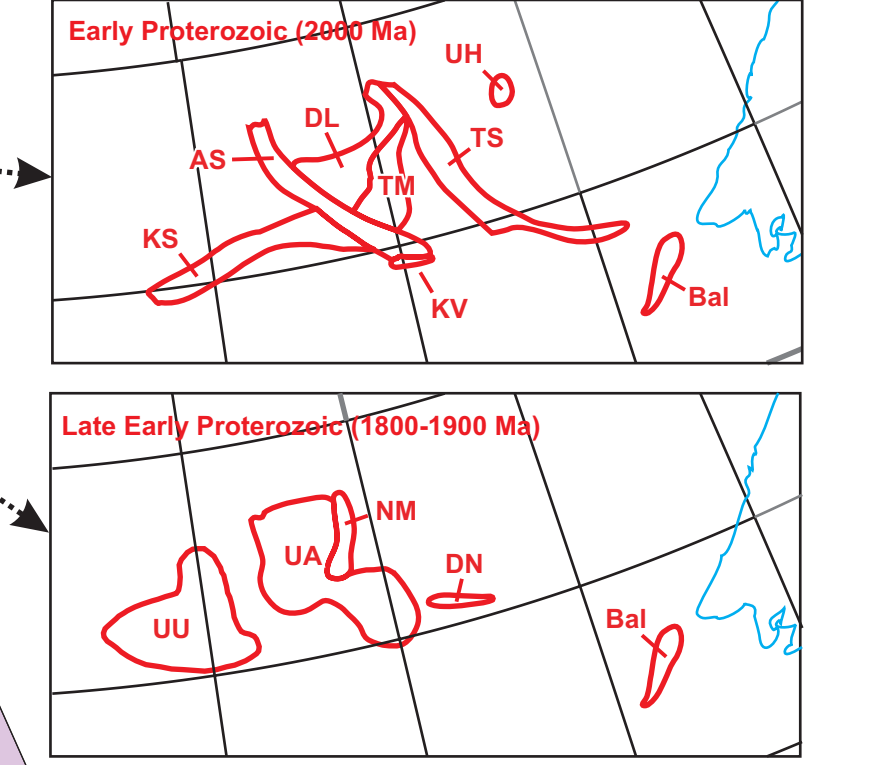 Early Proterozoic (2000 Ma)
UH
DL
TS
AS
TM
KS
Bal
KV
Late Early Proterozoic (1800-1900 Ma)
NM
UA
DN
Bal
UU